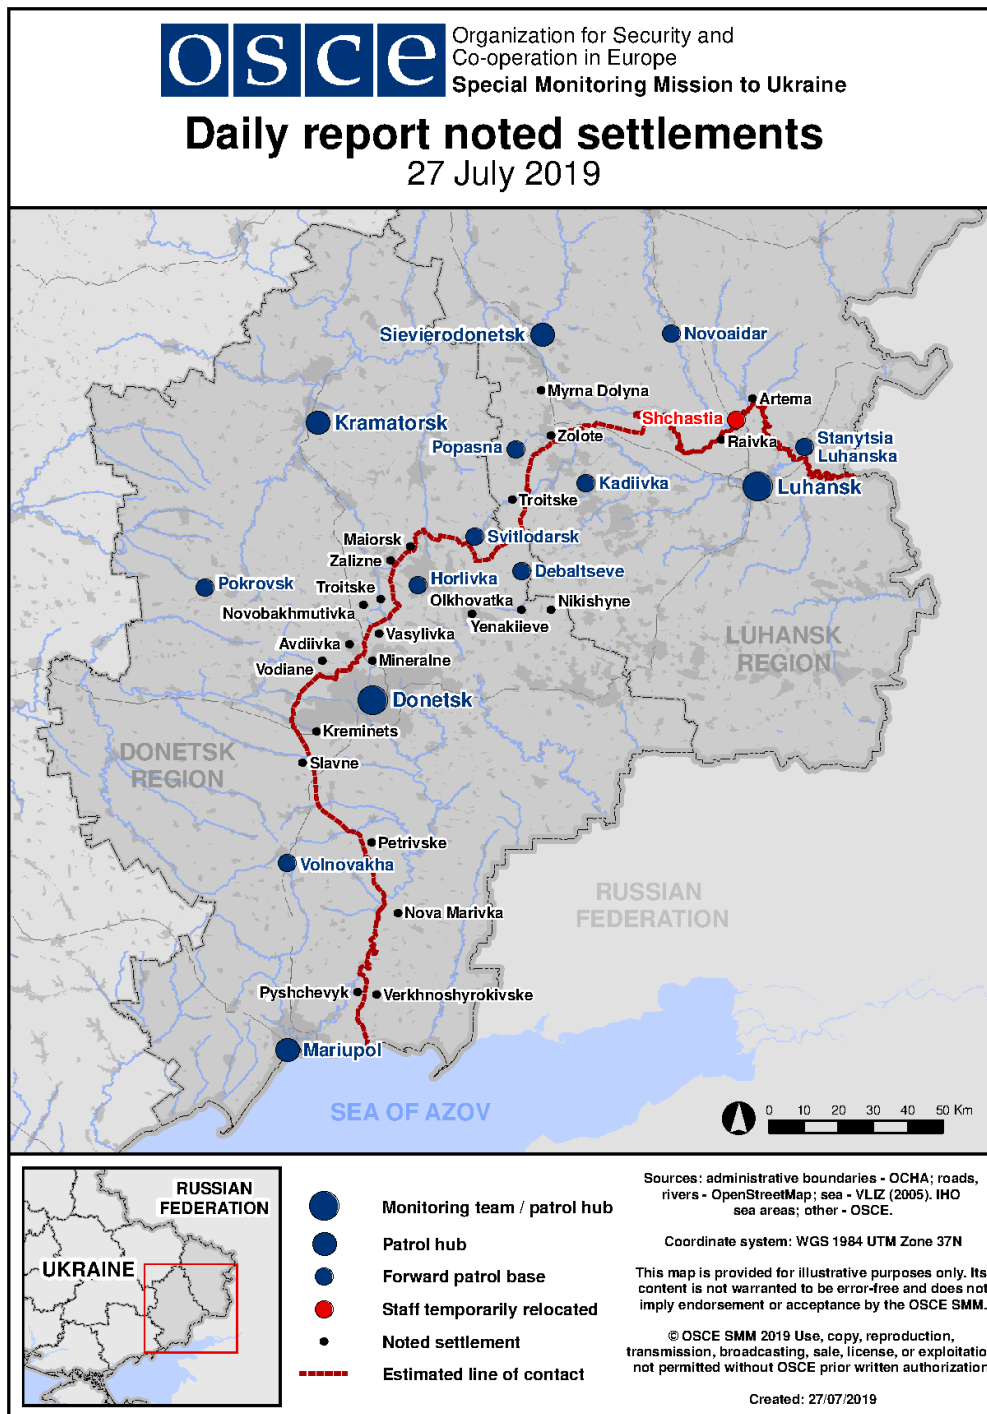 osce
Organization for Security and
Co-operation in Europe
Special Monitoring Mission to Ukraine
Daily report noted settlements
27 July 2019
Sievierodonetsk
Novoaidar
Myrna Dolyna
Artema
Shchastia
Kramatorsk
Zolote
Raivka
Stanytsia
Luhanska
Popasna
Kadiivka
Luhansk
Troitske
Maiorsk
Svitlodarsk
Zalizne
Horlivka
Debaltseve
Pokrovsk
Troitske
Novobakhmutivka
Olkhovatka
Nikishyne
Yenakiieve
Vasylivka
Avdiivka
Vodiane
Mineralne
LUHANSK
REGION
Donetsk
Kreminets
DONETSK
REGION
Slavne
Petrivske
Volnovakha
RUSSIAN
FEDERATION
Nova Marivka
Pyshchevyk
Verkhnoshyrokivske
Mariupol
SEA OF AZOV
0 10 20 30 40 50 Km
RUSSIAN
FEDERATION
UKRAINE
Monitoring team / patrol hub
Patrol hub
Forward patrol base
Staff temporarily relocated
Noted settlement
Estimated line of contact
Sources: administrative boundaries - OCHA; roads,
rivers - OpenStreetMap; sea - VLIZ (2005). IHO
sea areas; other - OSCE.
Coordinate system: WGS 1984 UTM Zone 37N
This map is provided for illustrative purposes only. Its
content is not warranted to be error-free and does not
imply endorsement or acceptance by the OSCE SMM.
© OSCE SMM 2019 Use, copy, reproduction,
transmission, broadcasting, sale, license, or exploitatio
not permitted without OSCE prior written authorization
Created: 27/07/2019